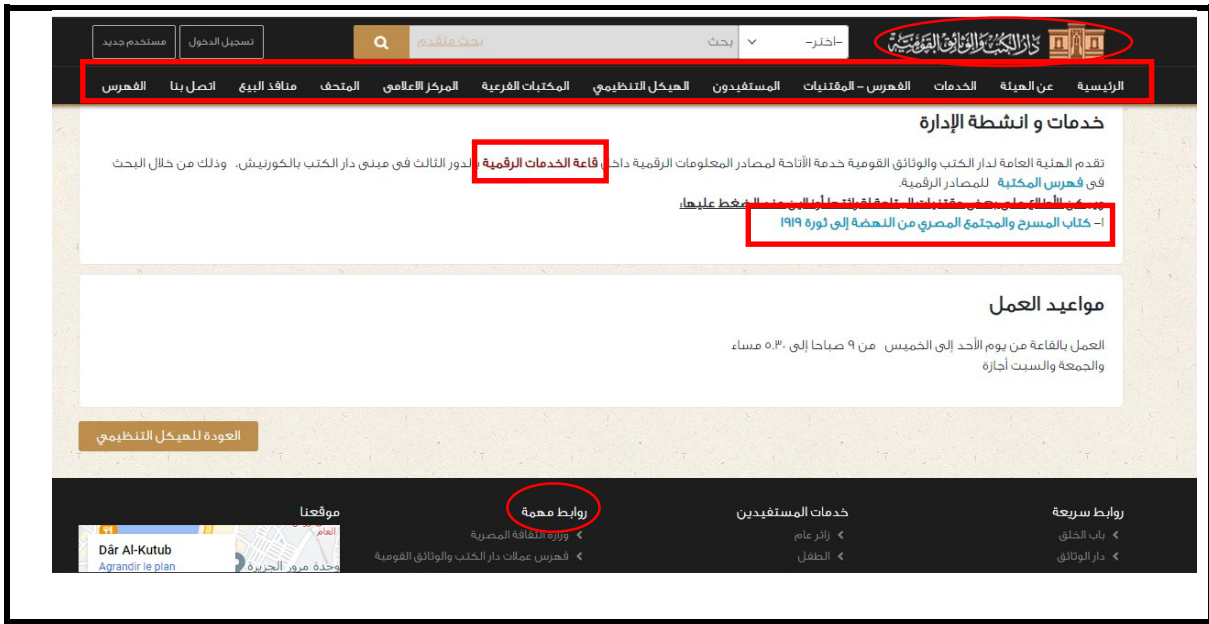 دار الكتب والوثائق القومية
-اختر-
بحث
بحث متقدم
تسجيل الدخول
مستخدم جديد
الرئيسية عن الهيئة الخدمات الفهرس – المقتنيات المستفيدون الهيكل التنظيمي المكتبات الفرعية المركز الاعلامى المتحف منافذ البيع اتصل بنا الفهرس
خدمات و انشطة الإدارة
تقدم الهئية العامة لدار الكتب والوثائق القومية خدمة الأتاحة لمصادر المعلومات الرقمية قاعة الخدمات الرقمية بالدور الثالث فى مبنى دار الكتب بالكورنيش، وذلك من خلال البحث
فى فهرس المكتبة للمصادر الرقمية.
الضغط عليها:
١– كتاب المسرح والمجتمع المصري من النهضة إلى ثورة ١٩١٩
مواعيد العمل
العمل بالقاعة من يوم الأحد إلى الخميس من ٩ صباحا إلى ٥.٣٠ مساء
والجمعة والسبت أجازة
العودة للهيكل التنظيمي
روابط سريعة
باب الخلق
دار الوثائق
خدمات المستفيدين
زائر عام
الطفل
روابط مهمة
وزارة الثقافة المصرية
فهرس عملات دار الكتب والوثائق القومية
موقعنا
العام
Dâr Al-Kutub
Agrandir le plan
وحدة مرور الجزيرة